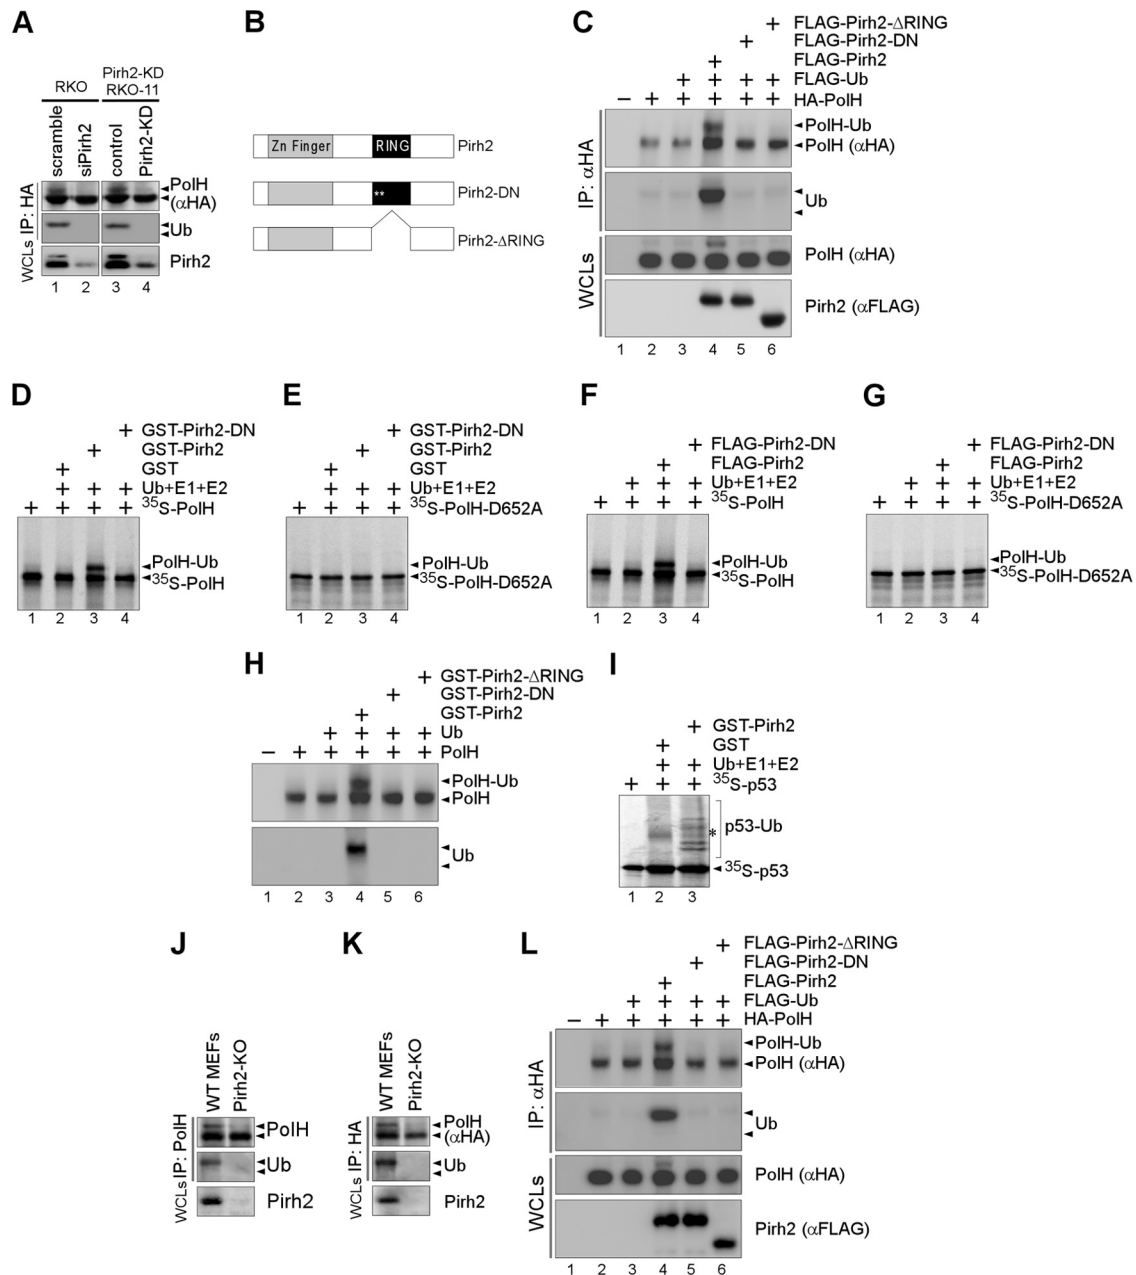 A
RKO
Pirh2-KD
RKO-11
scramble
siPirh2
control
Pirh2-KD
IP: HA
WCLs
PolH
(αHA)
Ub
Pirh2
1 2 3 4
B
Zn Finger RING Pirh2
** Pirh2-DN
Pirh2-ΔRING
C
+ FLAG-Pirh2-ΔRING
+ FLAG-Pirh2-DN
+ FLAG-Pirh2
+ + + + FLAG-Ub
− + + + + + HA-PolH
IP: αHA
PolH-Ub
PolH (αHA)
Ub
WCLs
PolH (αHA)
Pirh2 (αFLAG)
1 2 3 4 5 6
D
+ GST-Pirh2-DN
+ GST-Pirh2
+ GST
+ + + Ub+E1+E2
+ + + + 35S-PolH
PolH-Ub
35S-PolH
1 2 3 4
E
+ GST-Pirh2-DN
+ GST-Pirh2
+ GST
+ + + Ub+E1+E2
+ + + + 35S-PolH-D652A
PolH-Ub
35S-PolH-D652A
1 2 3 4
F
+ FLAG-Pirh2-DN
+ FLAG-Pirh2
+ + + Ub+E1+E2
+ + + + 35S-PolH
PolH-Ub
35S-PolH
1 2 3 4
G
+ FLAG-Pirh2-DN
+ FLAG-Pirh2
+ + + Ub+E1+E2
+ + + + 35S-PolH-D652A
PolH-Ub
35S-PolH-D652A
1 2 3 4
H
+ GST-Pirh2-ΔRING
+ GST-Pirh2-DN
+ GST-Pirh2
+ + + + Ub
− + + + + + PolH
PolH-Ub
PolH
Ub
1 2 3 4 5 6
I
+ GST-Pirh2
+ GST
+ + Ub+E1+E2
+ + + 35S-p53
* p53-Ub
35S-p53
1 2 3
J
WT MEFs
Pirh2-KO
IP: PolH
WCLs
PolH
Ub
Pirh2
K
WT MEFs
Pirh2-KO
IP: HA
WCLs
PolH
(αHA)
Ub
Pirh2
L
+ FLAG-Pirh2-ΔRING
+ FLAG-Pirh2-DN
+ FLAG-Pirh2
+ + + + FLAG-Ub
− + + + + + HA-PolH
IP: αHA
PolH-Ub
PolH (αHA)
Ub
WCLs
PolH (αHA)
Pirh2 (αFLAG)
1 2 3 4 5 6